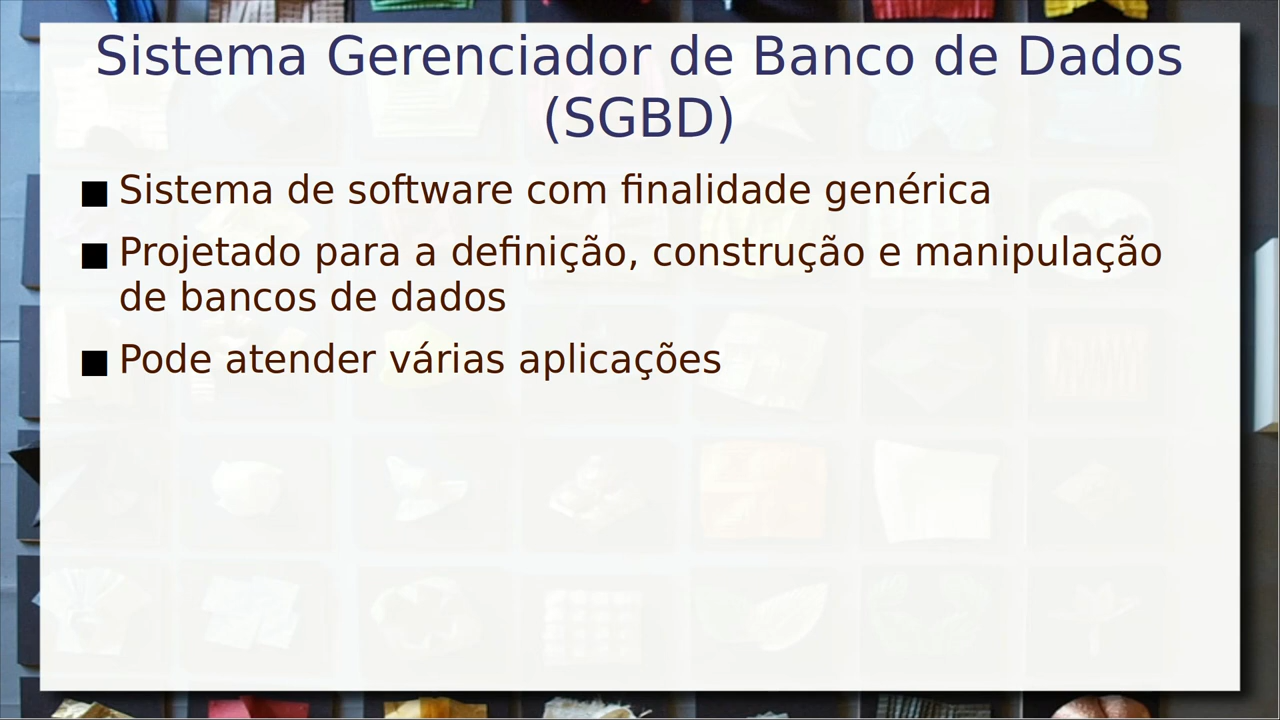 Sistema Gerenciador de Banco de Dados
(SGBD)
■ Sistema de software com finalidade genérica
■ Projetado para a definição, construção e manipulação
de bancos de dados
■ Pode atender várias aplicações